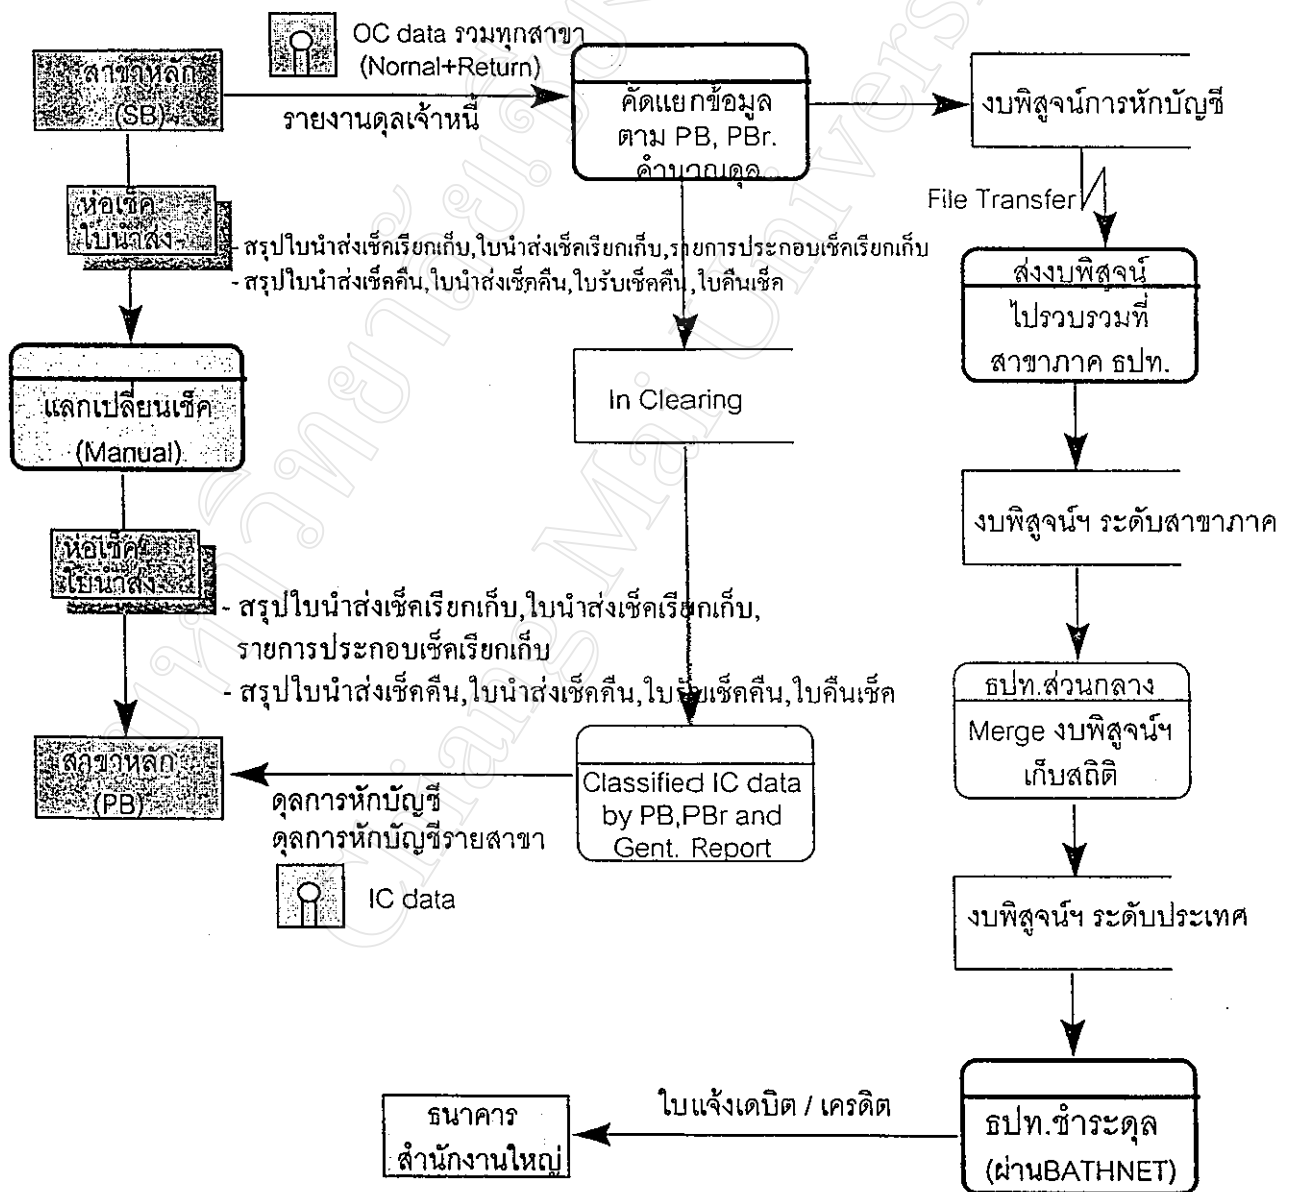 OC data รวมทุกสาขา
(Nornal+Return)
สาขาหลัก
(SB)
รายงานดุลเจ้าหนี้
คัดแยกข้อมูล
ตาม PB, PBr.
คำนวณดุล
งบพิสูจน์การหักบัญชี
File Transfer
ห่อเช็ค
ใบนำส่ง
- สรุปใบนำส่งเช็คเรียกเก็บ,ใบนำส่งเช็คเรียกเก็บ,รายการประกอบเช็คเรียกเก็บ
- สรุปใบนำส่งเช็คคืน,ใบนำส่งเช็คคืน,ใบรับเช็คคืน,ใบคืนเช็ค
ส่งงบพิสูจน์
ไปรวบรวมที่
สาขาภาค ธปท.
แลกเปลี่ยนเช็ค
(Manual)
In Clearing
งบพิสูจน์ฯ ระดับสาขาภาค
ห่อเช็ค
ใบนำส่ง
- สรุปใบนำส่งเช็คเรียกเก็บ,ใบนำส่งเช็คเรียกเก็บ,
รายการประกอบเช็คเรียกเก็บ
- สรุปใบนำส่งเช็คคืน,ใบนำส่งเช็คคืน,ใบรับเช็คคืน,ใบคืนเช็ค
ธปท.ส่วนกลาง
Merge งบพิสูจน์ฯ
เก็บสถิติ
สาขาหลัก
(PB)
ดุลการหักบัญชี
ดุลการหักบัญชีรายสาขา
Classified IC data
by PB,PBr and
Gent. Report
IC data
งบพิสูจน์ฯ ระดับประเทศ
ธนาคาร
สำนักงานใหญ่
ใบแจ้งเดบิต / เครดิต
ธปท.ชำระดุล
(ผ่านBATHNET)
Chiang Mai Univers